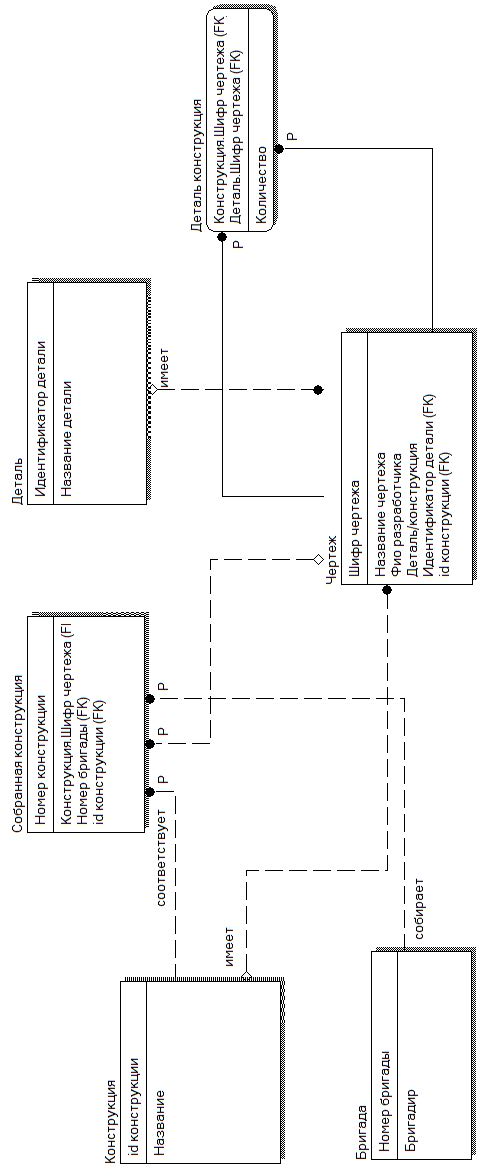 Конструкция
id конструкции
Название
Собранная конструкция
Номер конструкции
Конструкция.Шифр чертежа (FI
Номер бригады (FK)
id конструкции (FK)
Деталь
Идентификатор детали
Название детали
Деталь конструкция
Конструкция.Шифр чертежа (FK
Деталь.Шифр чертежа (FK)
Количество
соответствует
P
P
P
имеет
имеет
P
P
Чертеж
Шифр чертежа
Название чертежа
Фио разработчика
Деталь/конструкция
Идентификатор детали (FK)
id конструкции (FK)
собирает
Бригада
Номер бригады
Бригадир